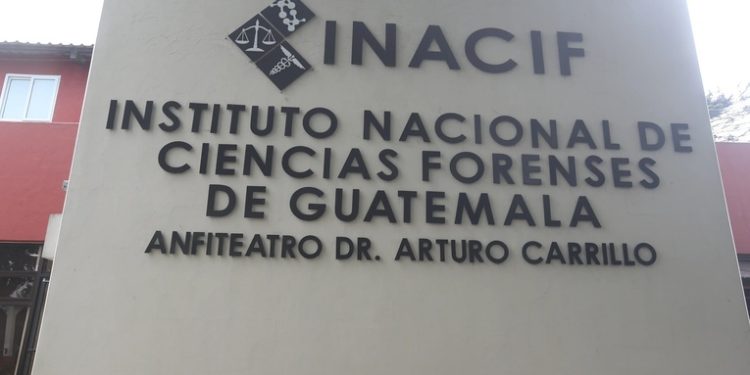 INACIF
INSTITUTO NACIONAL DE
CIENCIAS FORENSES
DE GUATEMALA
ANFITEATRO DR. ARTURO CARRILLO